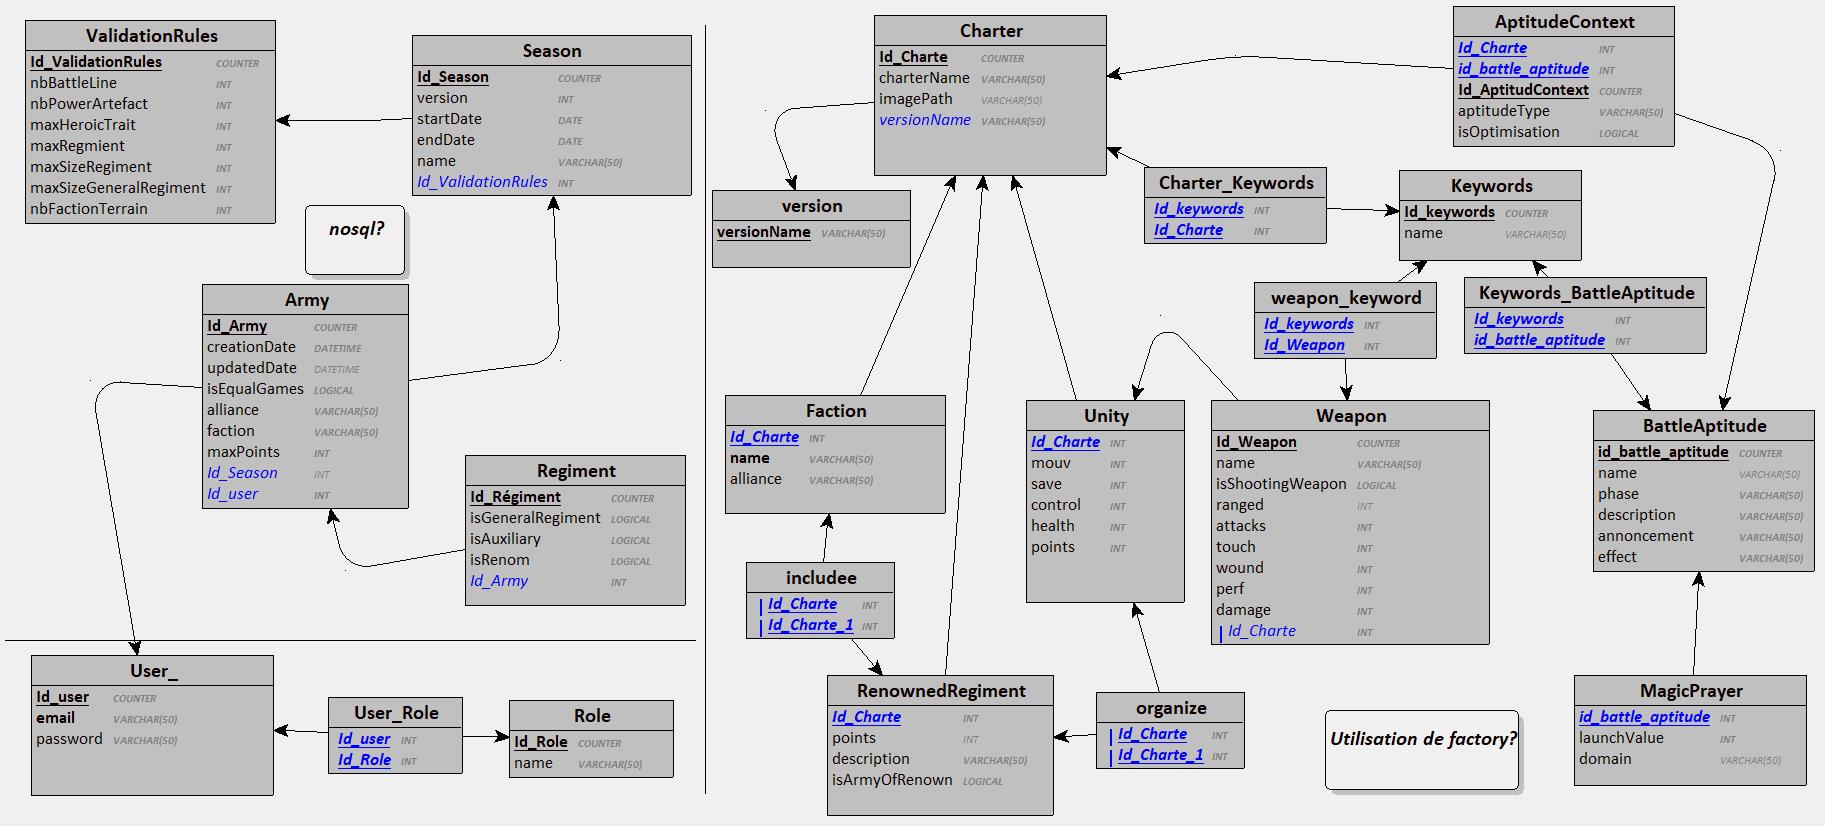 ValidationRules
Id_ValidationRules COUNTER
nbBattleLine INT
nbPowerArtefact INT
maxHeroicTrait INT
maxRegmient INT
maxSizeRegiment INT
maxSizeGeneralRegiment INT
nbFactionTerrain INT
Season
Id_Season COUNTER
version INT
startDate DATE
endDate DATE
name VARCHAR(50)
Id_ValidationRules INT
nosql?
Army
Id_Army COUNTER
creationDate DATETIME
updatedDate DATETIME
isEqualGames LOGICAL
alliance VARCHAR(50)
faction VARCHAR(50)
maxPoints INT
Id_Season INT
Id_user INT
Regiment
Id_Régiment COUNTER
isGeneralRegiment LOGICAL
isAuxiliary LOGICAL
isRenom LOGICAL
Id_Army INT
User_
Id_user COUNTER
email VARCHAR(50)
password VARCHAR(50)
User_Role
Id_user INT
Id_Role INT
Role
Id_Role COUNTER
name VARCHAR(50)
Charter
Id_Charte COUNTER
charterName VARCHAR(50)
imagePath VARCHAR(50)
versionName VARCHAR(50)
version
versionName VARCHAR(50)
AptitudeContext
Id_Charte INT
id_battle_aptitude INT
Id_AptitudContext COUNTER
aptitudeType VARCHAR(50)
isOptimisation LOGICAL
Charter_Keywords
Id_keywords INT
Id_Charte INT
Keywords
Id_keywords COUNTER
name VARCHAR(50)
weapon_keyword
Id_keywords INT
Id_Weapon INT
Keywords_BattleAptitude
Id_keywords INT
id_battle_aptitude INT
Faction
Id_Charte INT
name VARCHAR(50)
alliance VARCHAR(50)
Unity
Id_Charte INT
mouv INT
save INT
control INT
health INT
points INT
Weapon
Id_Weapon COUNTER
name VARCHAR(50)
isShootingWeapon LOGICAL
ranged INT
attacks INT
touch INT
wound INT
perf INT
damage INT
Id_Charte INT
BattleAptitude
id_battle_aptitude COUNTER
name VARCHAR(50)
phase VARCHAR(50)
description VARCHAR(50)
annoncement VARCHAR(50)
effect VARCHAR(50)
includee
Id_Charte INT
Id_Charte_1 INT
RenownedRegiment
Id_Charte INT
points INT
description VARCHAR(50)
isArmyOfRenown LOGICAL
organize
Id_Charte INT
Id_Charte_1 INT
Utilisation de factory?
MagicPrayer
id_battle_aptitude INT
launchValue INT
domain VARCHAR(50)